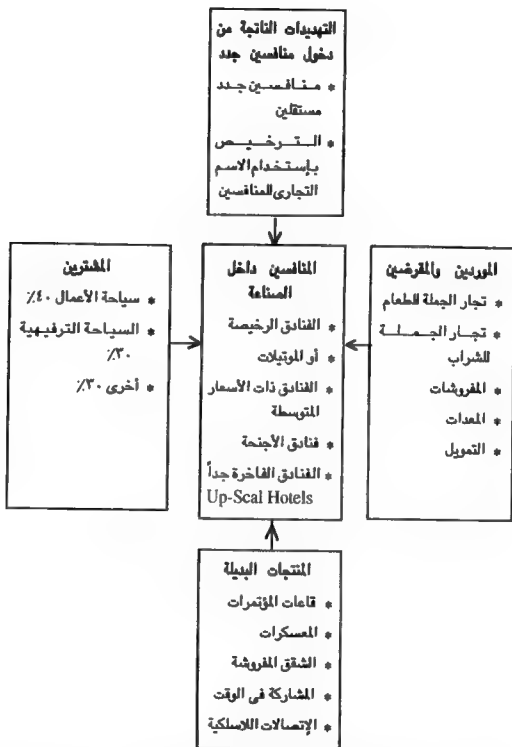 التهديدات الناتجة من
دخول منافسين جدد
* منافسين جدد
مستقلين
* الترخيص
بإستخدام الاسم
التجارى للمنافسين
الموردين والمقرضين
* تجار الجملة للطعام
* تجار الجملة
للشراب
* المفروشات
* المعدات
* التمويل
المنافسين داخل
الصناعة
* الفنادق الرخيصة
* أو الموتيلات
* الفنادق ذات الأسعار
المتوسطة
* فنادق الأجنحة
* الفنادق الفاخرة جداً
Up-Scal Hotels
المشترين
* سياحة الأعمال ٤٠٪
* السياحة الترفيهية
٣٠٪
* أخرى ٣٠٪
المنتجات البديلة
* قاعات المؤتمرات
* المعسكرات
* الشقق المفروشة
* المشاركة فى الوقت
* الإتصالات اللاسلكية